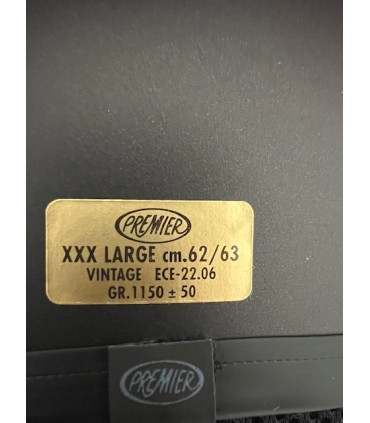 PREMIER
XXX LARGE cm.62/63
VINTAGE ECE-22.06
GR.1150 ± 50
PREMIER